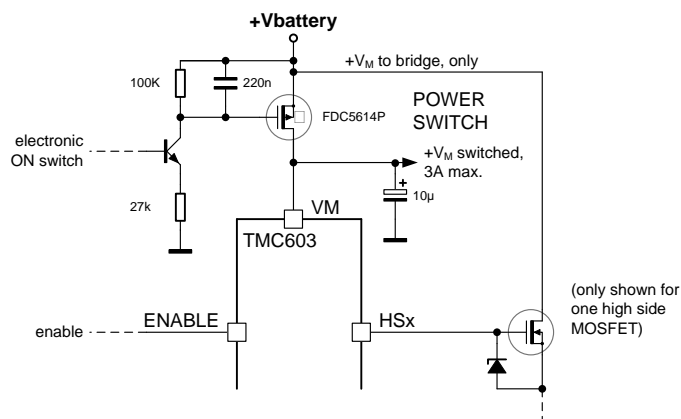 +Vbattery
+VM to bridge, only
100K
220n
FDC5614P
POWER
SWITCH
electronic
ON switch
+VM switched,
3A max.
+
10µ
27k
VM
TMC603
(only shown for
one high side
MOSFET)
enable
ENABLE
HSx